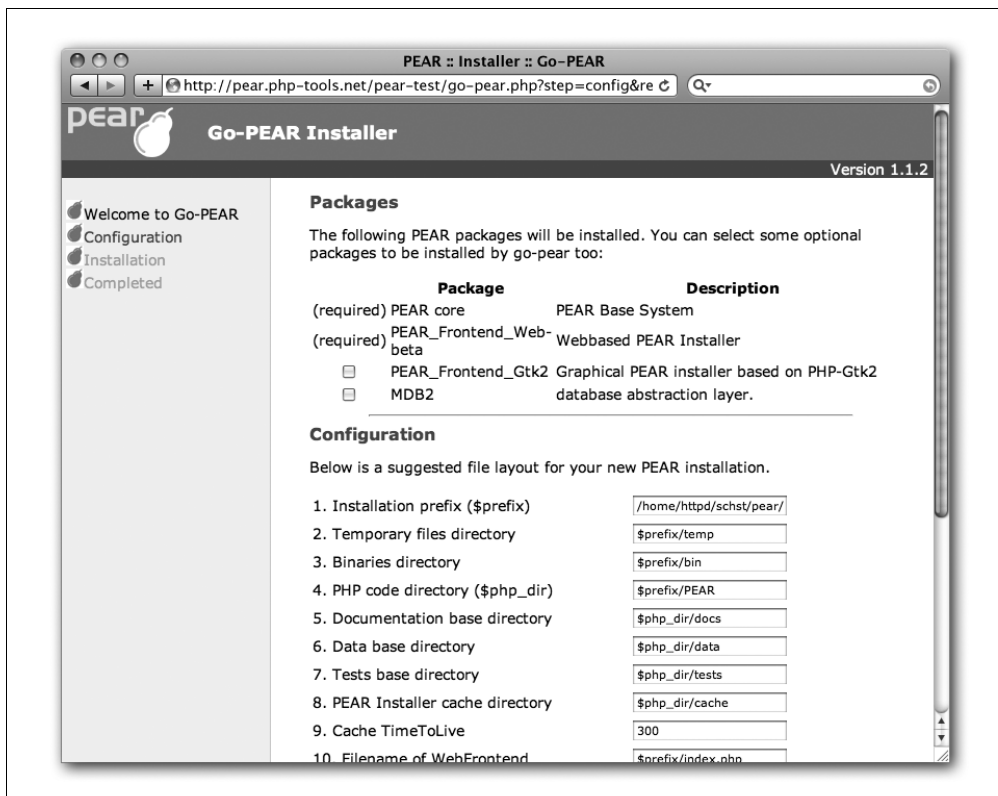 PEAR :: Installer :: Go-PEAR
http://pear.php-tools.net/pear-test/go-pear.php?step=config&re
Q
pear
Go-PEAR Installer
Version 1.1.2
Welcome to Go-PEAR
Configuration
Installation
Completed
Packages
The following PEAR packages will be installed. You can select some optional
packages to be installed by go-pear too:
Package Description
(required) PEAR core PEAR Base System
(required) PEAR_Frontend_Web-
beta Webbased PEAR Installer
PEAR_Frontend_Gtk2 Graphical PEAR installer based on PHP-Gtk2
MDB2 database abstraction layer.
Configuration
Below is a suggested file layout for your new PEAR installation.
1. Installation prefix ($prefix) /home/httpd/schst/pear/
2. Temporary files directory $prefix/temp
3. Binaries directory $prefix/bin
4. PHP code directory ($php_dir) $prefix/PEAR
5. Documentation base directory $php_dir/docs
6. Data base directory $php_dir/data
7. Tests base directory $php_dir/tests
8. PEAR Installer cache directory $php_dir/cache
9. Cache TimeToLive 300
10. Filename of WebFrontend $prefix/index.php